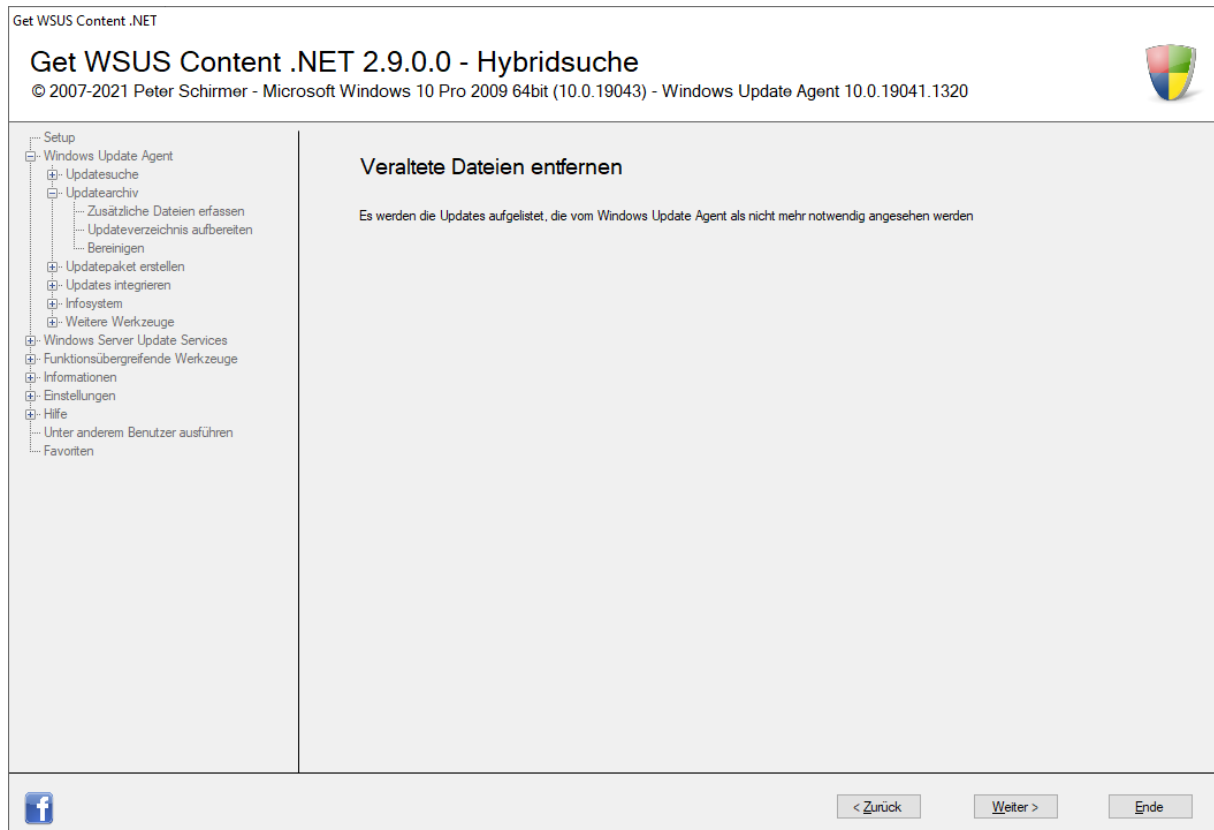 Get WSUS Content .NET
Get WSUS Content .NET 2.9.0.0 - Hybridsuche
© 2007-2021 Peter Schirmer - Microsoft Windows 10 Pro 2009 64bit (10.0.19043) - Windows Update Agent 10.0.19041.1320
Setup
Windows Update Agent
Updatesuche
Updatearchiv
Zusätzliche Dateien erfassen
Updateverzeichnis aufbereiten
Bereinigen
Updatepaket erstellen
Updates integrieren
Infosystem
Weitere Werkzeuge
Windows Server Update Services
Funktionsübergreifende Werkzeuge
Informationen
Einstellungen
Hilfe
Unter anderem Benutzer ausführen
Favoriten
Veraltete Dateien entfernen
Es werden die Updates aufgelistet, die vom Windows Update Agent als nicht mehr notwendig angesehen werden
f
< Zurück
Weiter >
Ende